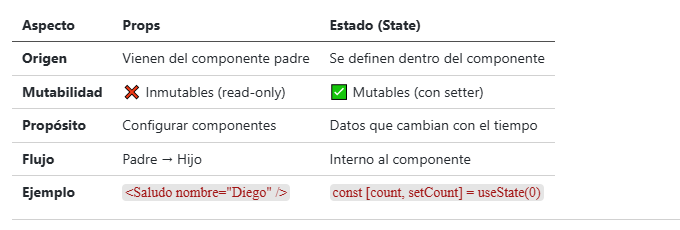 Aspecto Props Estado (State)
Origen Vienen del componente padre Se definen dentro del componente
Mutabilidad ❌ Inmutables (read-only) ✅ Mutables (con setter)
Propósito Configurar componentes Datos que cambian con el tiempo
Flujo Padre → Hijo Interno al componente
Ejemplo <Saludo nombre="Diego" /> const [count, setCount] = useState(0)